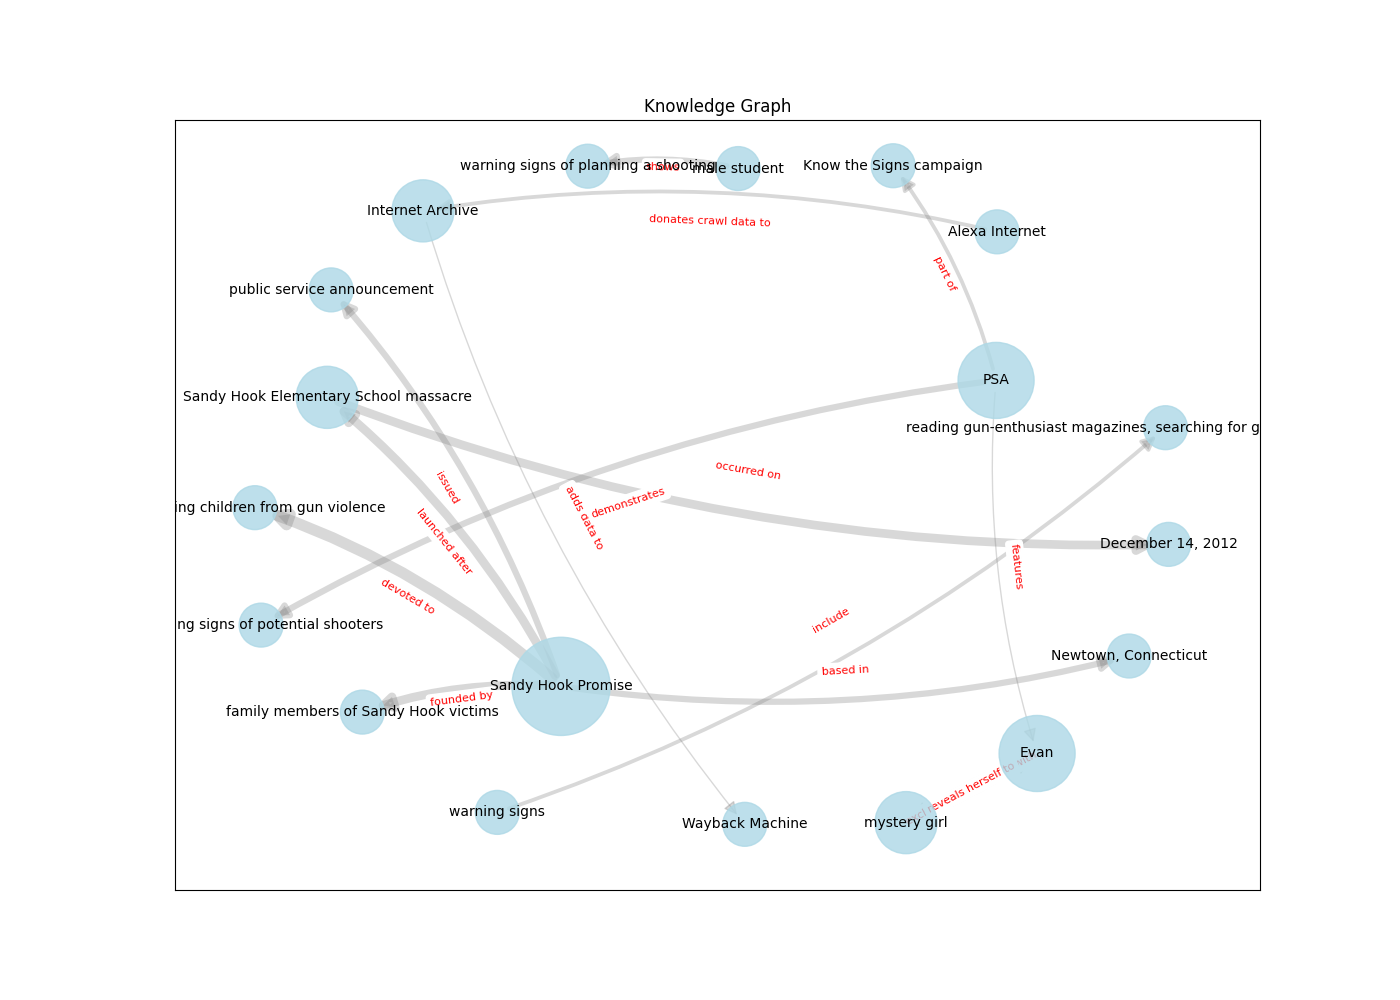 Knowledge Graph
warning signs of planning a shooting
shows
male student
Know the Signs campaign
Internet Archive
donates crawl data to
Alexa Internet
part of
public service announcement
PSA
Sandy Hook Elementary School massacre
reading gun-enthusiast magazines, searching for g
occurred on
issued
demonstrates
adds data to
ing children from gun violence
launched after
December 14, 2012
features
devoted to
include
ng signs of potential shooters
Newtown, Connecticut
based in
Sandy Hook Promise
founded by
family members of Sandy Hook victims
Evan
reveals herself to
warning signs
Wayback Machine
mystery girl